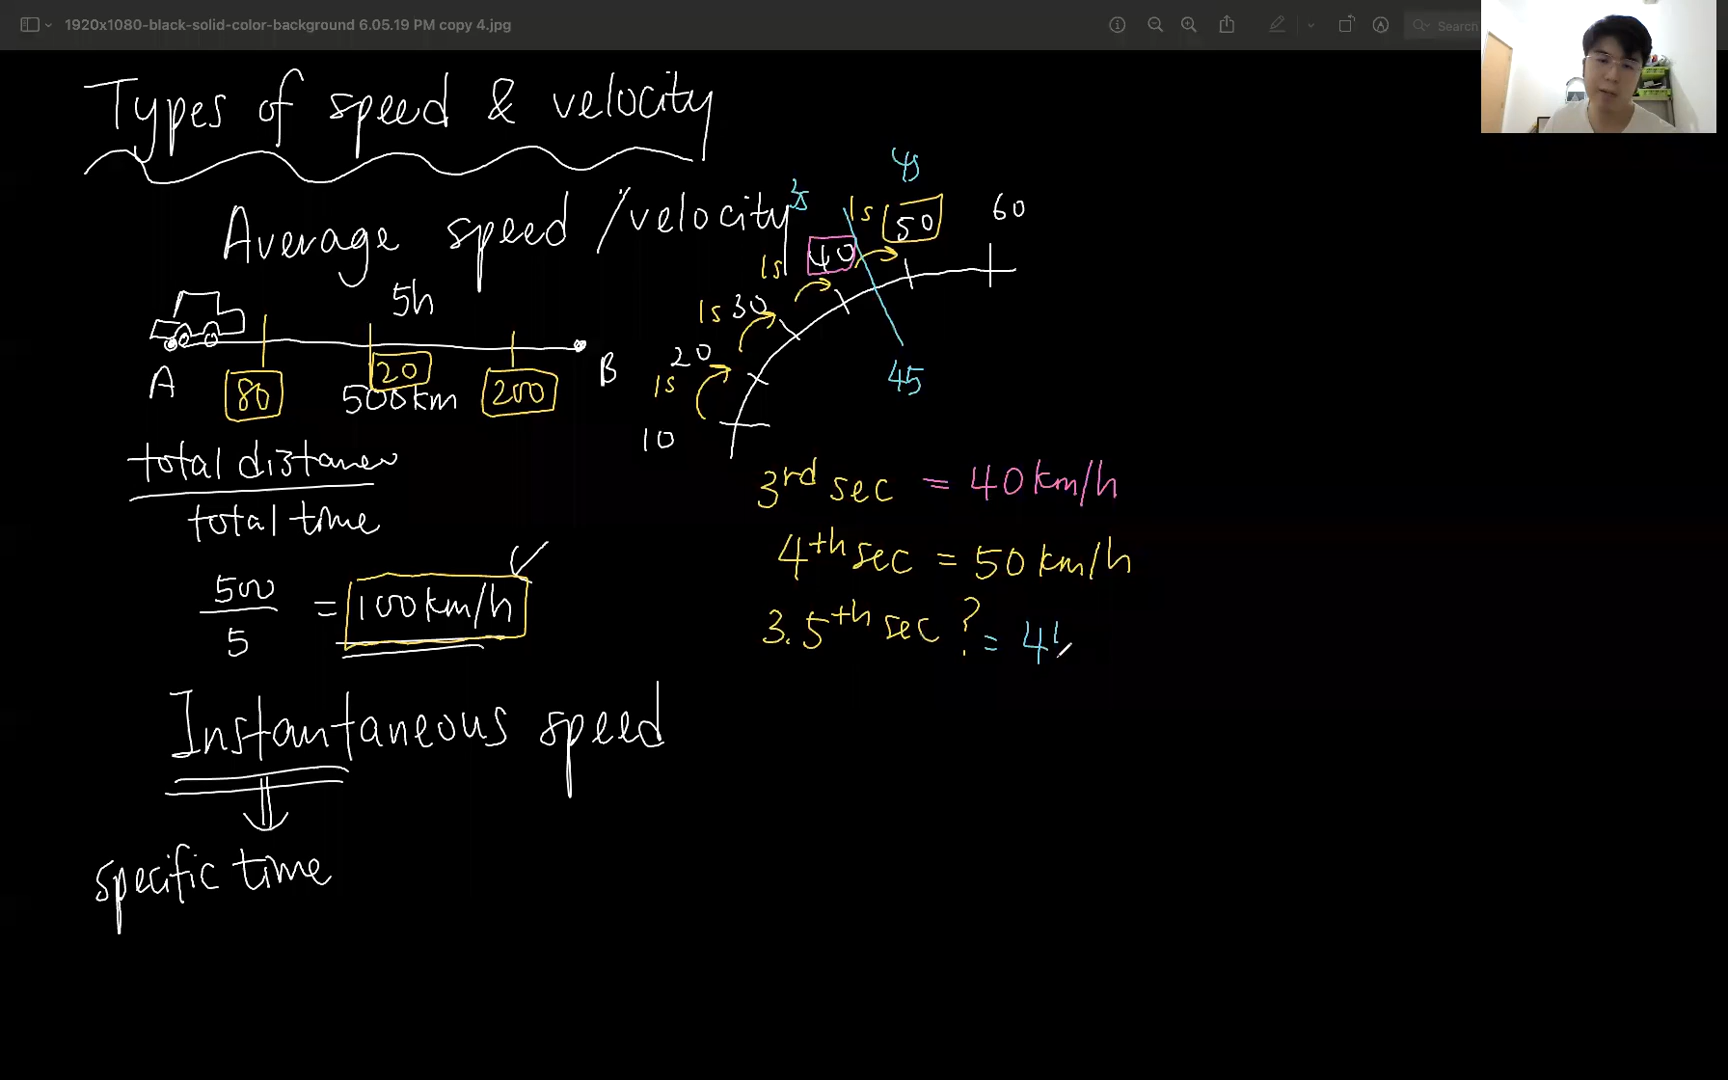 1920x1080-black-solid-color-background 6.05.19 PM copy 4.jpg
Search
Types of speed & velocity
Average speed /velocity
5h
A
B
80
20
500km
200
total distance
total time
500
5
= 100km/h
Instantaneous speed
specific time
4s
1s
50
60
1s
40
1s
30
1s
20
10
45
3rd sec = 40km/h
4th sec = 50km/h
3.5th sec ? =